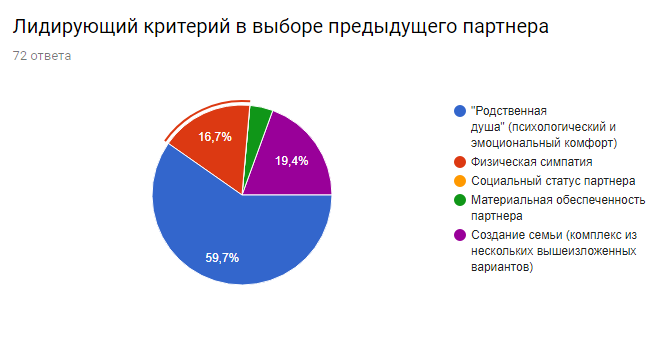 Лидирующий критерий в выборе предыдущего партнера
72 ответа
16,7%
19,4%
59,7%
"Родственная
душа" (психологический и
эмоциональный комфорт)
Физическая симпатия
Социальный статус партнера
Материальная обеспеченность
партнера
Создание семьи (комплекс из
нескольких вышеизложенных
вариантов)